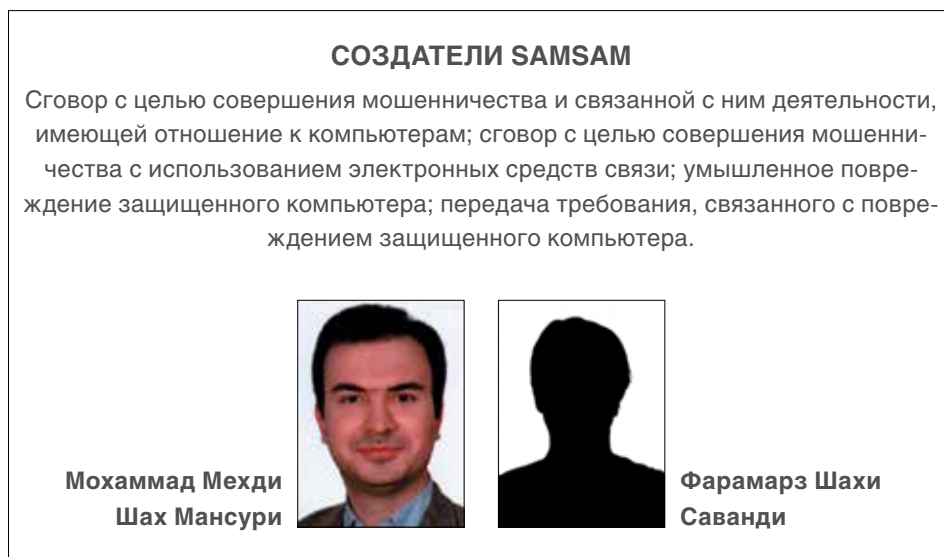 СОЗДАТЕЛИ SAMSAM
Сговор с целью совершения мошенничества и связанной с ним деятельности,
имеющей отношение к компьютерам; сговор с целью совершения мошенни-
чества с использованием электронных средств связи; умышленное повре-
ждение защищенного компьютера; передача требования, связанного с повре-
ждением защищенного компьютера.
Мохаммад Мехди
Шах Мансури
Фарамарз Шахи
Саванди